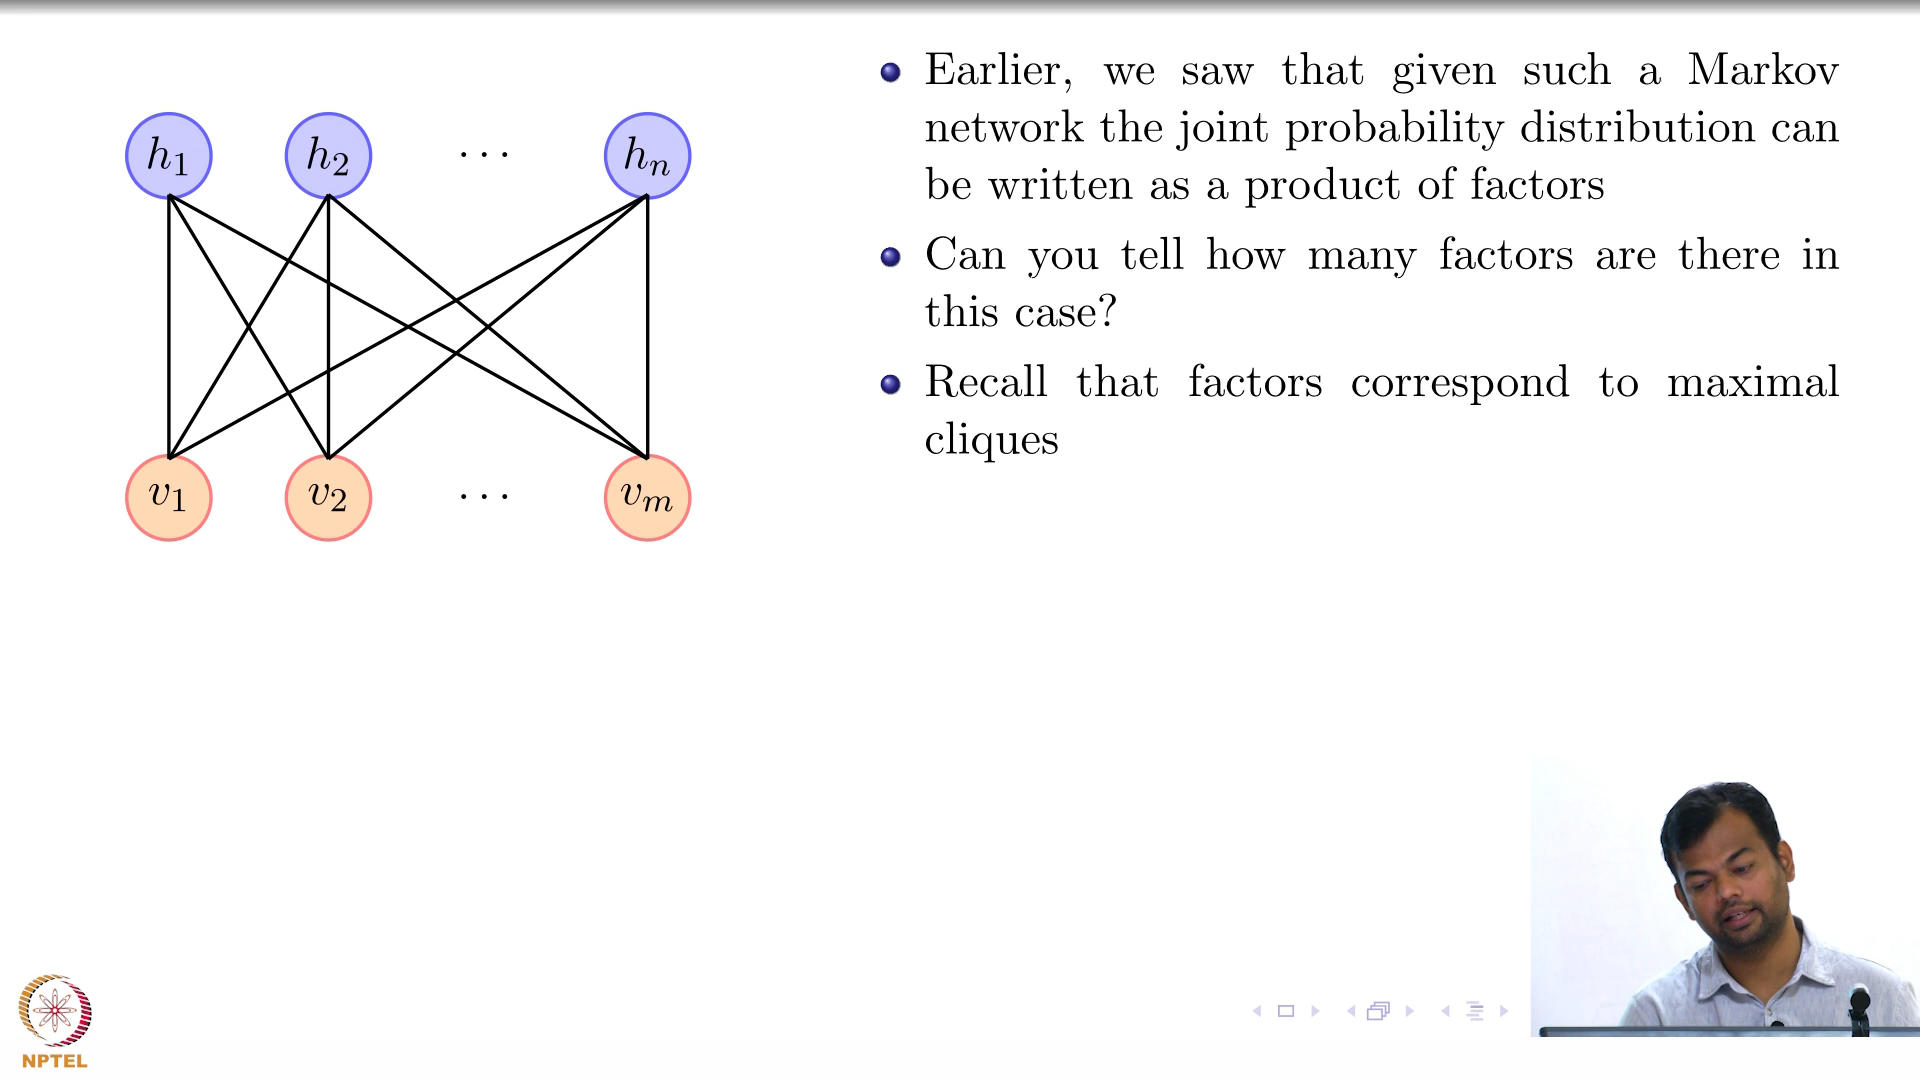 h1 h2 ··· hn
v1 v2 ··· vm
Earlier, we saw that given such a Markov
network the joint probability distribution can
be written as a product of factors
Can you tell how many factors are there in
this case?
Recall that factors correspond to maximal
cliques
NPTEL